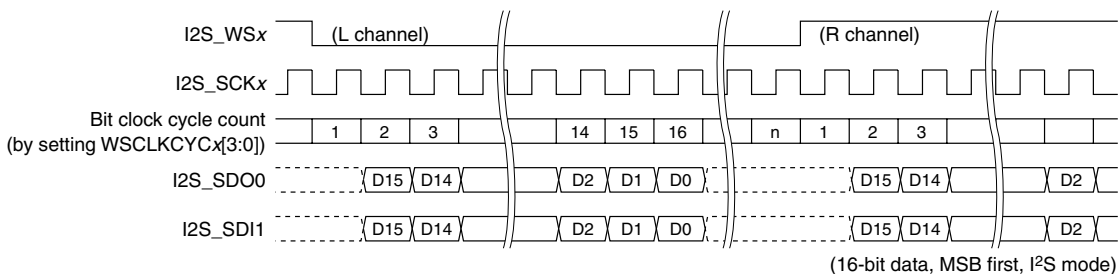 I2S_WSx (L channel) (R channel)
I2S_SCKx
Bit clock cycle count
(by setting WSCLKCYCx[3:0]) 1 2 3 14 15 16 n 1 2 3
I2S_SDO0 D15 D14 D2 D1 D0 D15 D14 D2
I2S_SDI1 D15 D14 D2 D1 D0 D15 D14 D2
(16-bit data, MSB first, I²S mode)